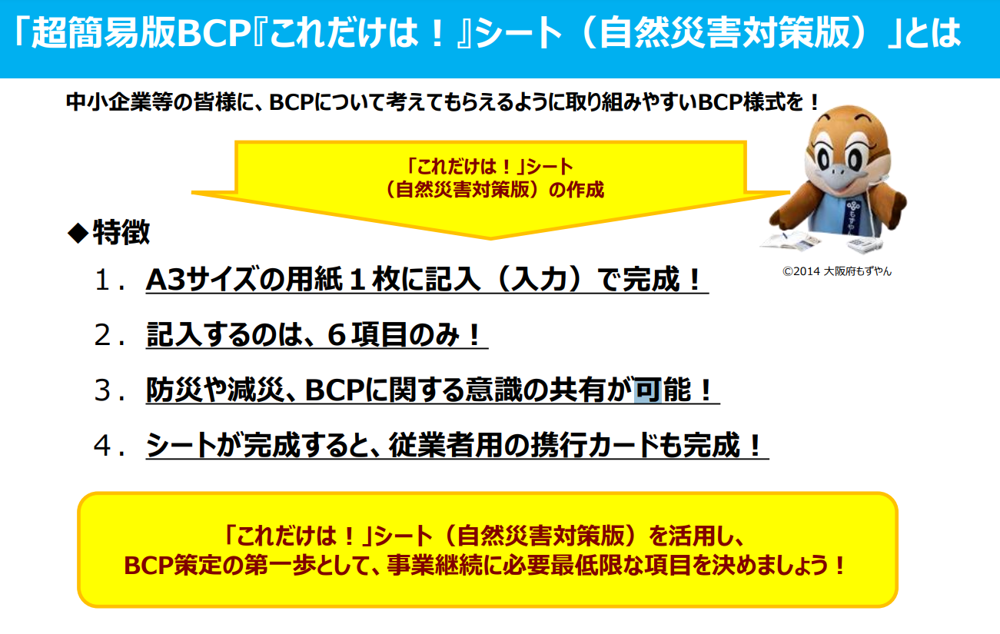 「超簡易版BCP『これだけは！』シート（自然災害対策版）」とは
中小企業等の皆様に、BCPについて考えてもらえるように取り組みやすいBCP様式を！
「これだけは！」シート
（自然災害対策版）の作成
◆特徴
１．A3サイズの用紙１枚に記入（入力）で完成！
２．記入するのは、６項目のみ！
３．防災や減災、BCPに関する意識の共有が可能！
４．シートが完成すると、従業者用の携行カードも完成！
もずやん
©2014 大阪府もずやん
「これだけは！」シート（自然災害対策版）を活用し、
BCP策定の第一歩として、事業継続に必要最低限な項目を決めましょう！